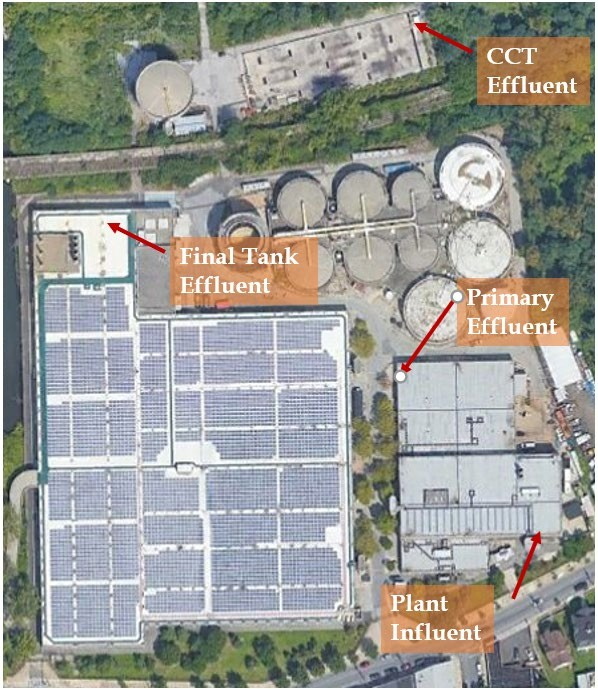 CCT
Effluent
Final Tank
Effluent
Primary
Effluent
Plant
Influent